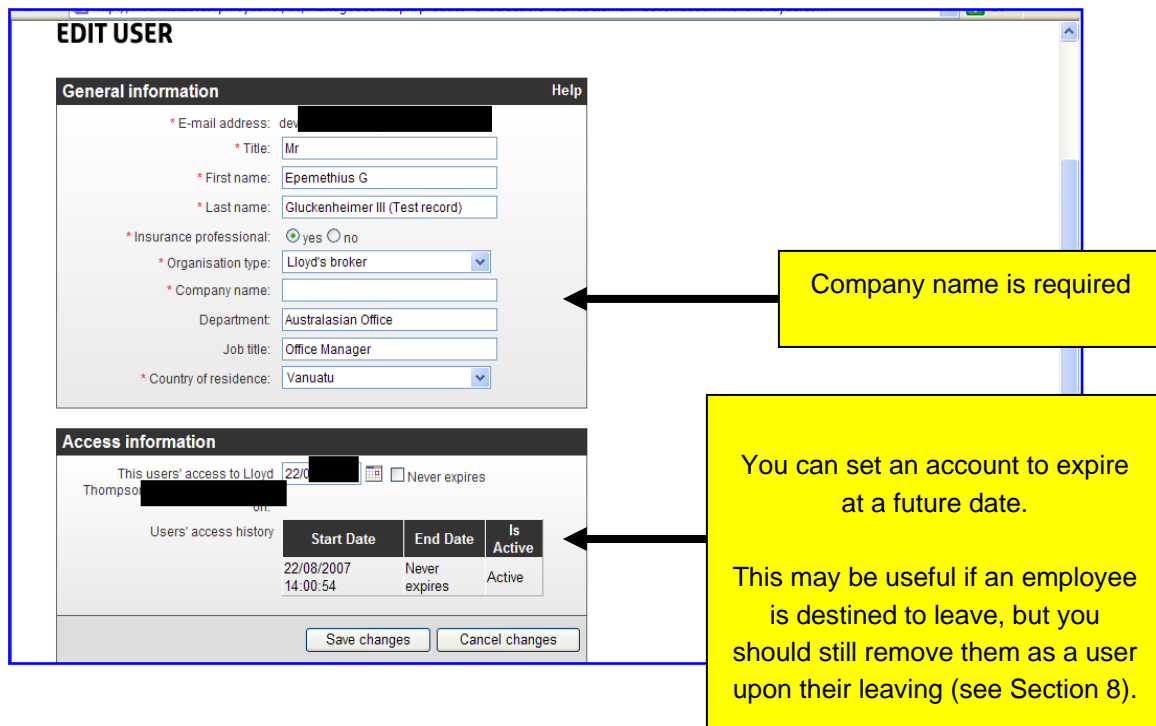 EDIT USER
General information Help
* E-mail address: dev
* Title: Mr
* First name: Epemethius G
* Last name: Gluckenheimer III (Test record)
* Insurance professional: yes no
* Organisation type: Lloyd's broker
* Company name:
Department: Australasian Office
Job title: Office Manager
* Country of residence: Vanuatu
Company name is required
Access information
This users' access to Lloyd 22/0 Never expires
Thompson
on:
Users' access history
Start Date End Date Is
Active
22/08/2007 Never Active
14:00:54 expires
Save changes Cancel changes
You can set an account to expire
at a future date.
This may be useful if an employee
is destined to leave, but you
should still remove them as a user
upon their leaving (see Section 8).